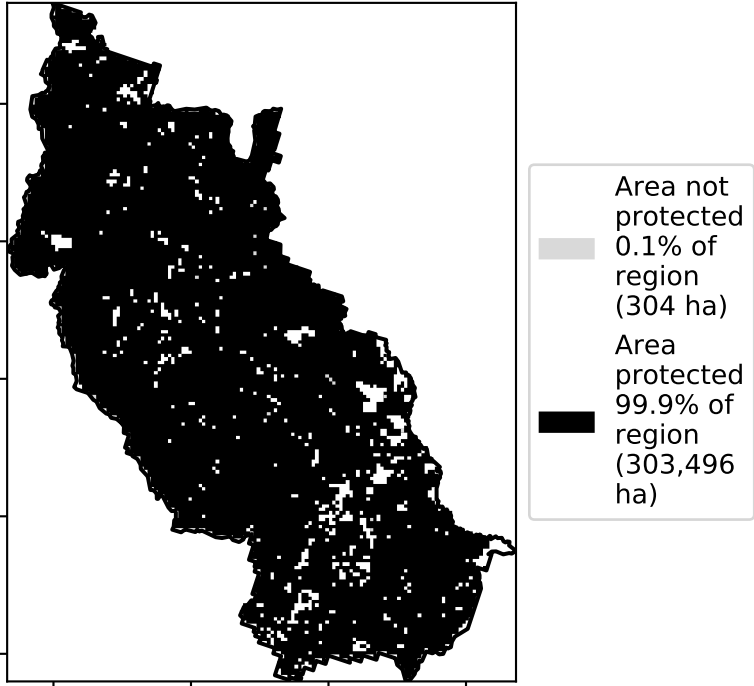 Area not
protected
0.1% of
region
(304 ha)
Area
protected
99.9% of
region
(303,496
ha)